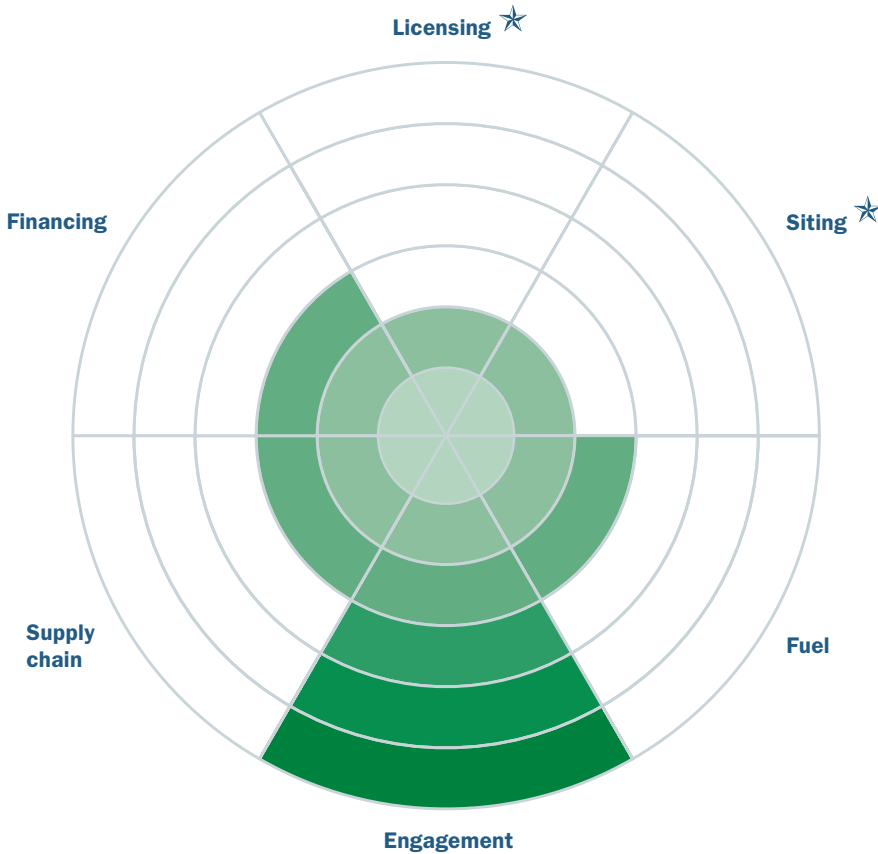 Licensing
Financing
Siting
Supply
chain
Fuel
Engagement